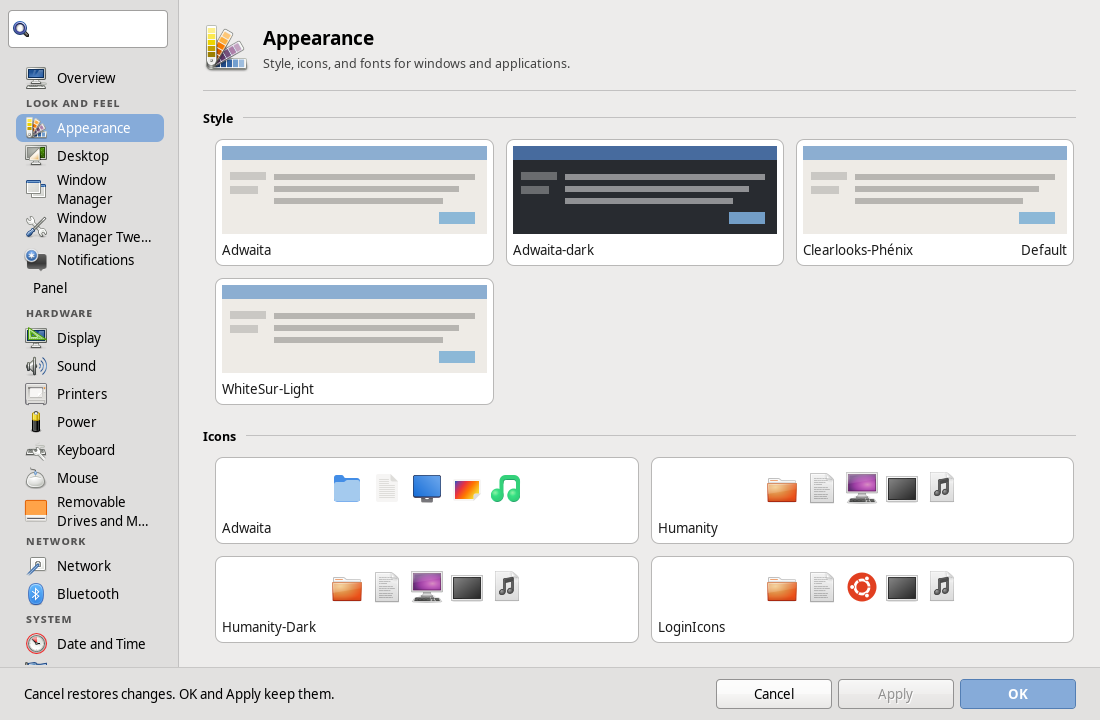 Overview
LOOK AND FEEL
Appearance
Desktop
Window
Manager
Window
Manager Twe...
Notifications
Panel
HARDWARE
Display
Sound
Printers
Power
Keyboard
Mouse
Removable
Drives and M...
NETWORK
Network
Bluetooth
SYSTEM
Date and Time
Appearance
Style, icons, and fonts for windows and applications.
Style
Adwaita
Adwaita-dark
Clearlooks-Phénix Default
WhiteSur-Light
Icons
Adwaita
Humanity
Humanity-Dark
LoginIcons
Cancel restores changes. OK and Apply keep them.
Cancel
Apply
OK